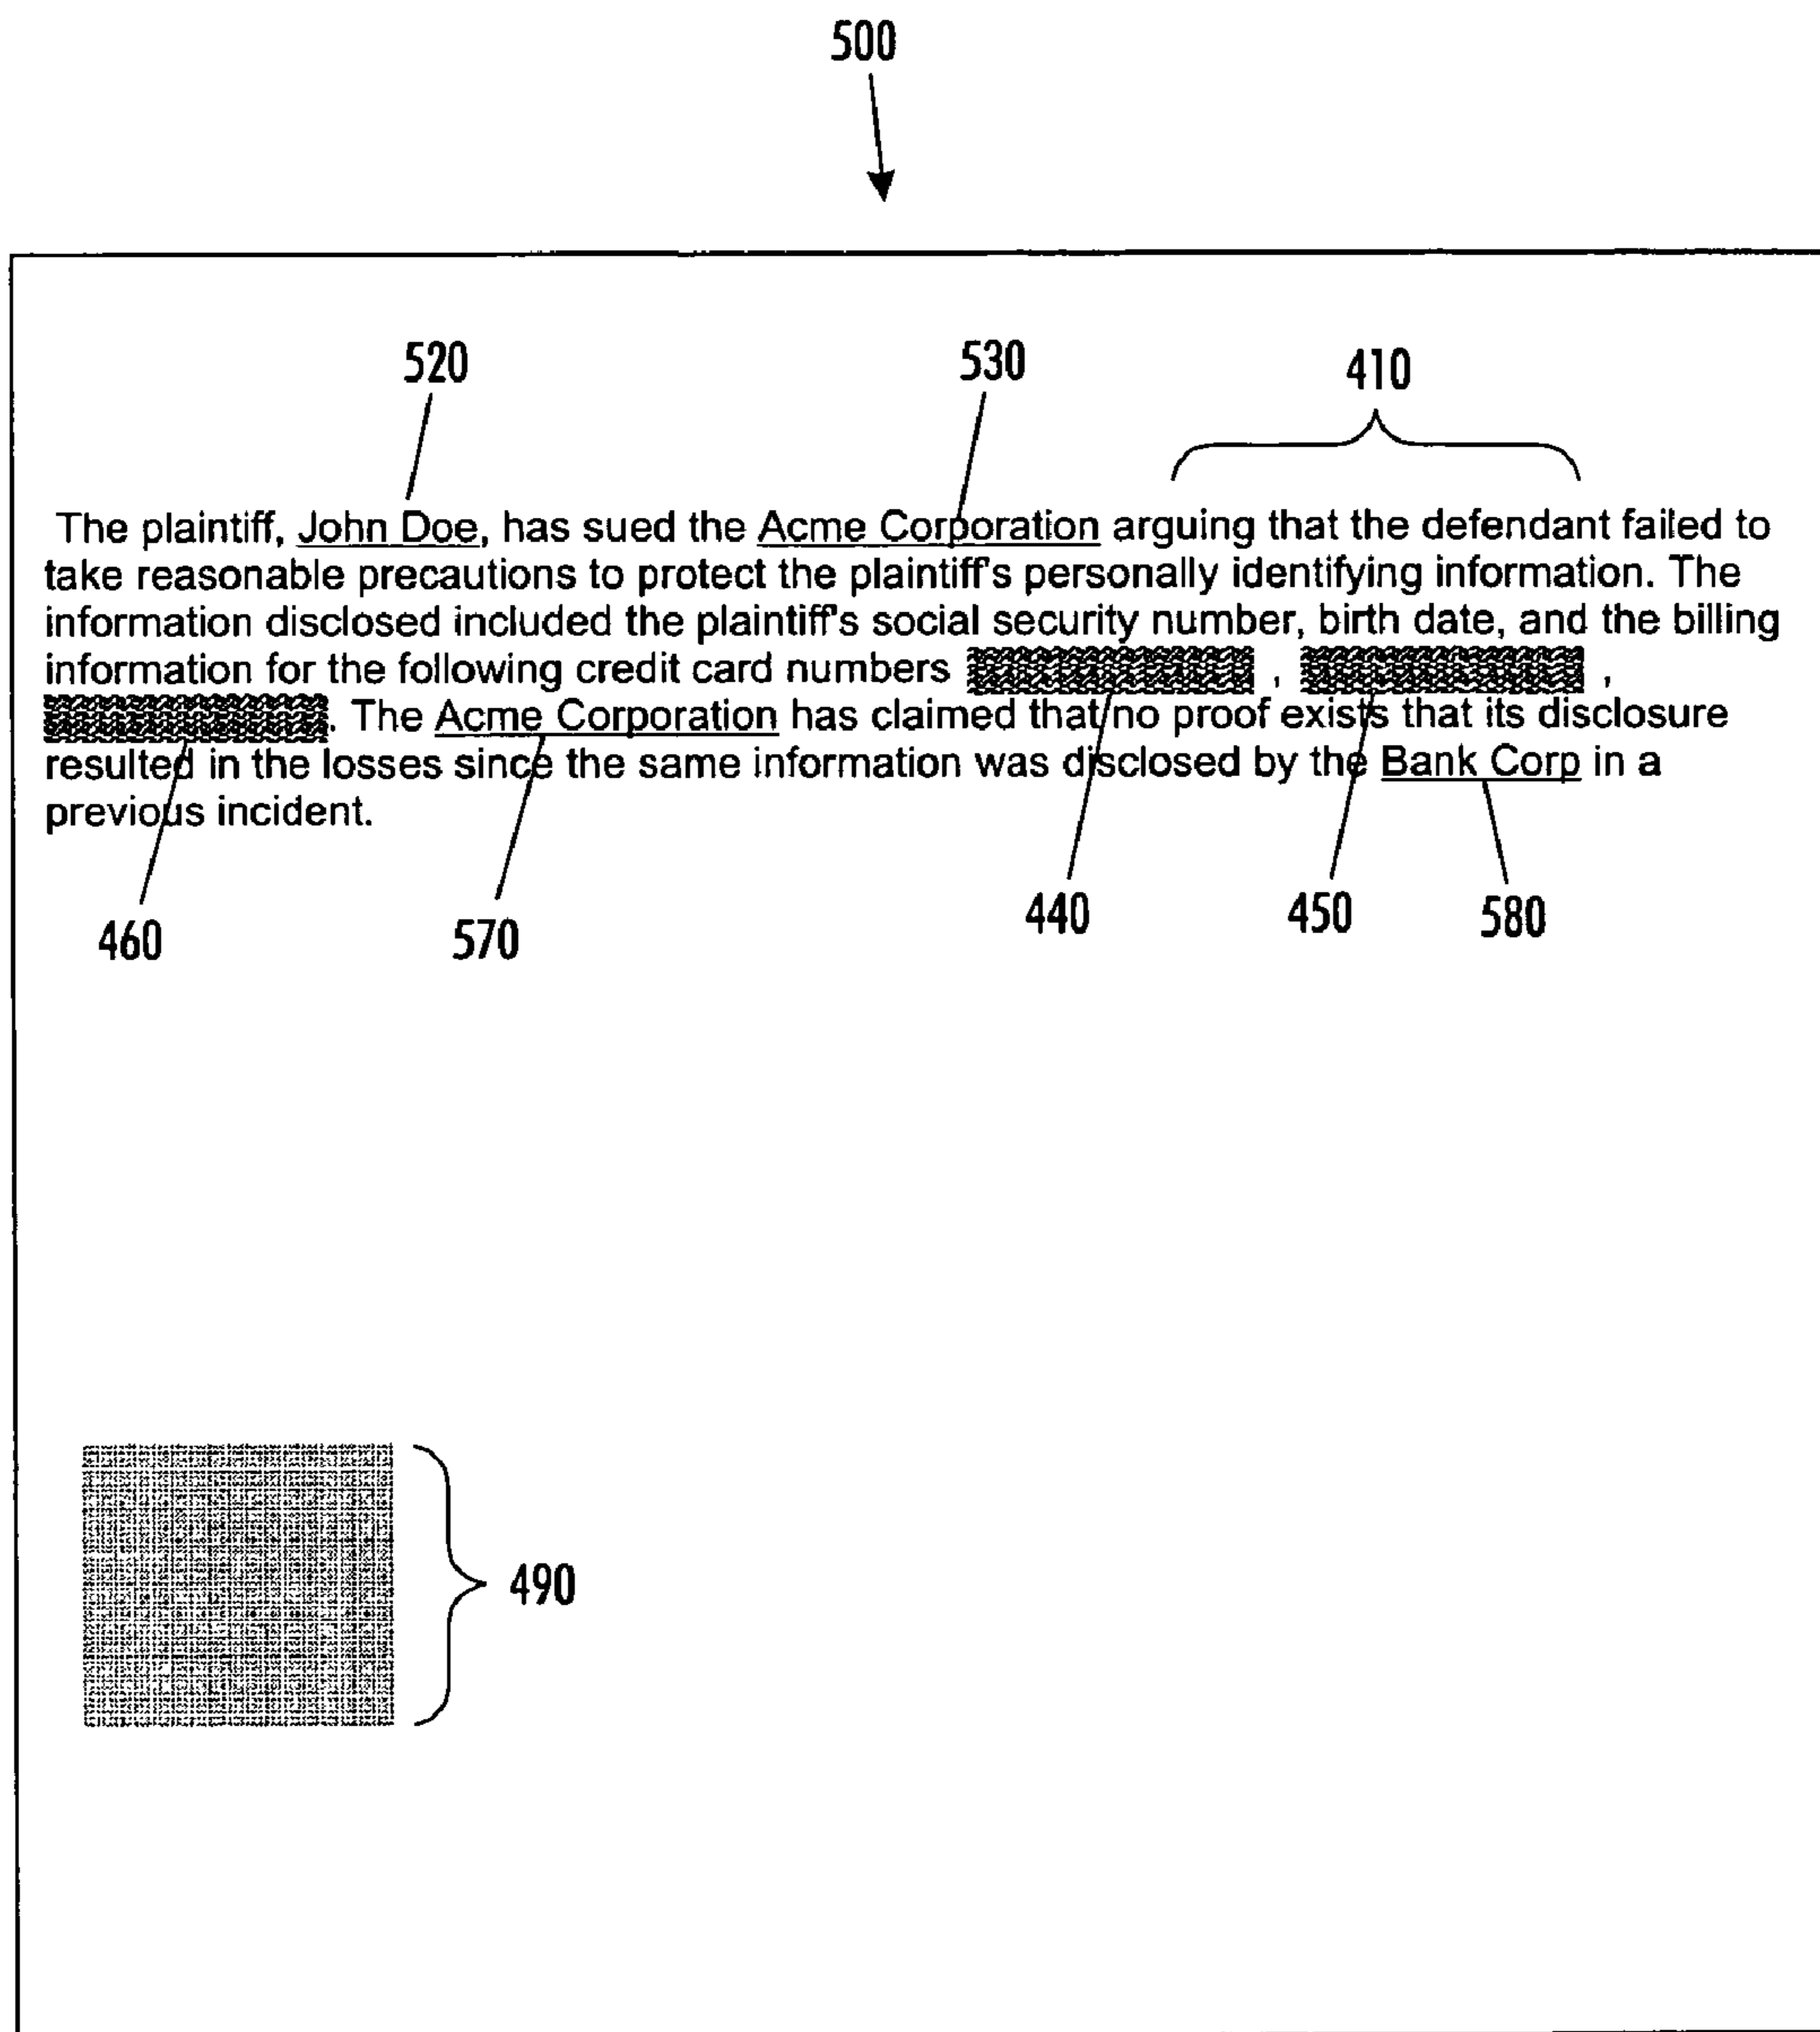 500
520 530 410
The plaintiff, John Doe, has sued the Acme Corporation arguing that the defendant failed to
take reasonable precautions to protect the plaintiff's personally identifying information. The
information disclosed included the plaintiff's social security number, birth date, and the billing
information for the following credit card numbers , ,
. The Acme Corporation has claimed that no proof exists that its disclosure
resulted in the losses since the same information was disclosed by the Bank Corp in a
previous incident.
460 570 440 450 580
490